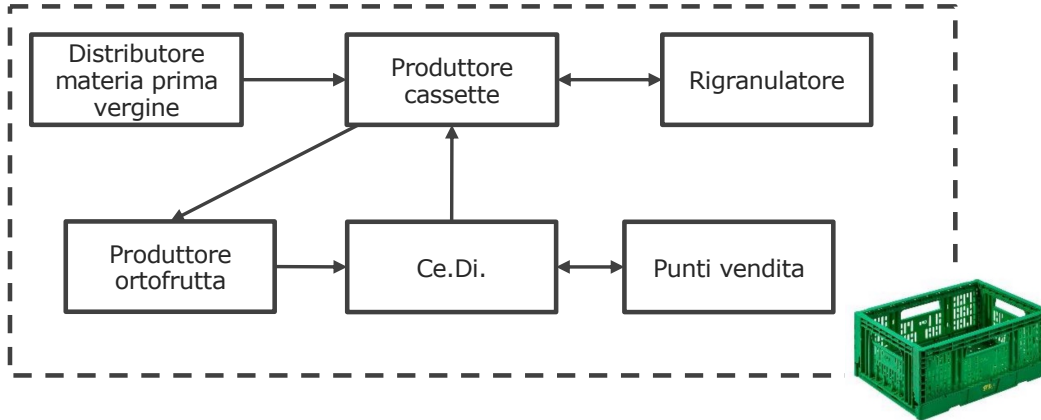 Distributore
materia prima
vergine
Produttore
cassette
Rigranulatore
Produttore
ortofrutta
Ce.Di.
Punti vendita